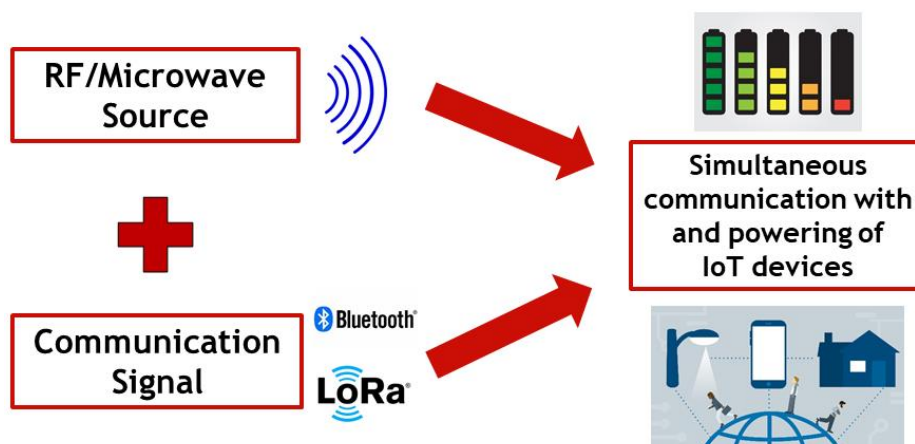 RF/Microwave
Source
Simultaneous
communication with
and powering of
IoT devices
Bluetooth®
Communication
Signal
LoRa®